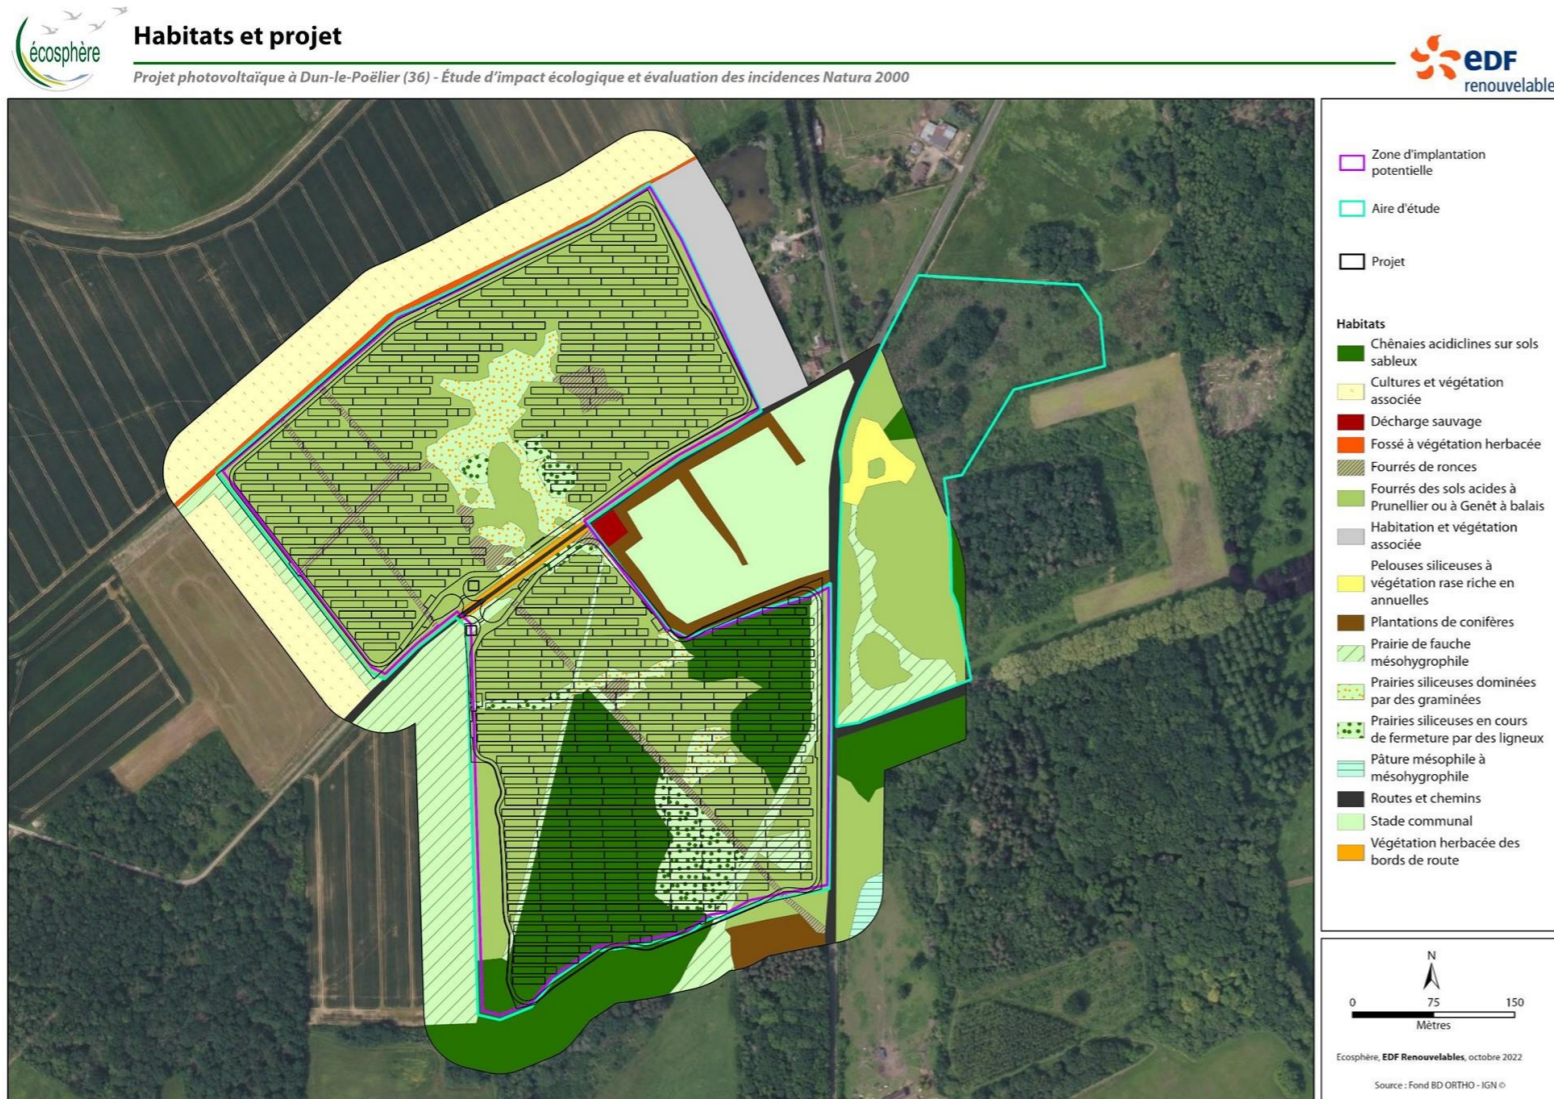 écosphère
Habitats et projet
Projet photovoltaïque à Dun-le-Poëlier (36) - Étude d'impact écologique et évaluation des incidences Natura 2000
eDF
renouvelable
Zone d'implantation
potentielle
Aire d'étude
Projet
Habitats
Chênaies acidiclines sur sols
sableux
Cultures et végétation
associée
Décharge sauvage
Fossé à végétation herbacée
Fourrés de ronces
Fourrés des sols acides à
Prunellier ou à Genêt à balais
Habitation et végétation
associée
Pelouses siliceuses à
végétation rase riche en
annuelles
Plantations de conifères
Prairie de fauche
mésohygrophile
Prairies siliceuses dominées
par des graminées
Prairies siliceuses en cours
de fermeture par des ligneux
Pâture mésophile à
mésohygrophile
Routes et chemins
Stade communal
Végétation herbacée des
bords de route
N
0 75 150
Mètres
Ecosphère, EDF Renouvelables, octobre 2022
Source : Fond BD ORTHO - IGN ©